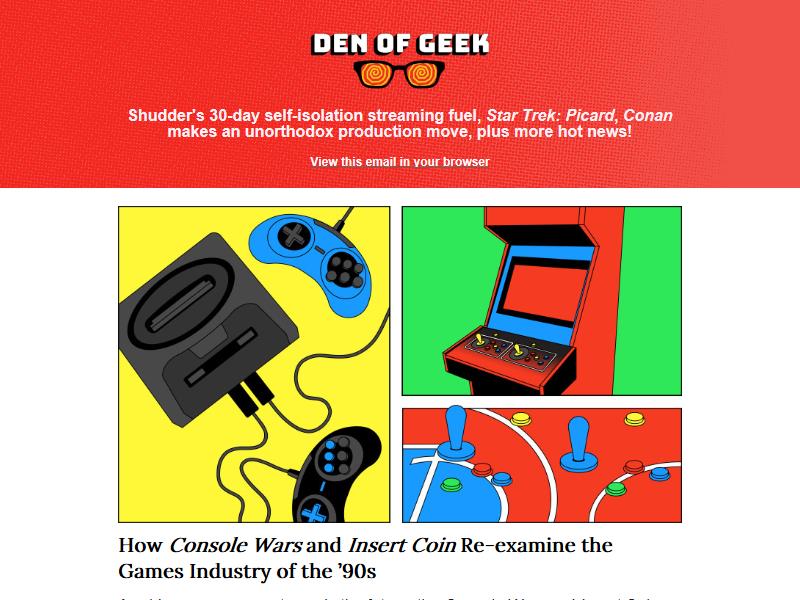 DEN OF GEEK
Shudder's 30-day self-isolation streaming fuel, Star Trek: Picard, Conan
makes an unorthodox production move, plus more hot news!
View this email in your browser
How Console Wars and Insert Coin Re-examine the
Games Industry of the ’90s